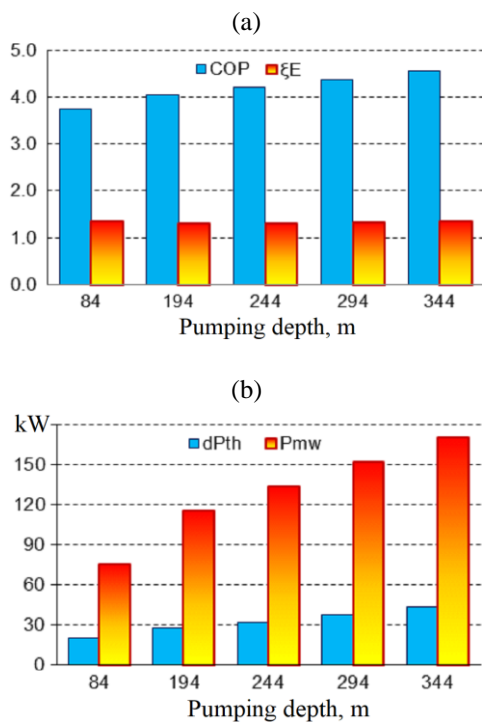 (a)
5.0
COP ξE
4.0
3.0
2.0
1.0
0.0
84 194 244 294 344
Pumping depth, m
(b)
kW
dPth Pmw
150
120
90
60
30
0
84 194 244 294 344
Pumping depth, m